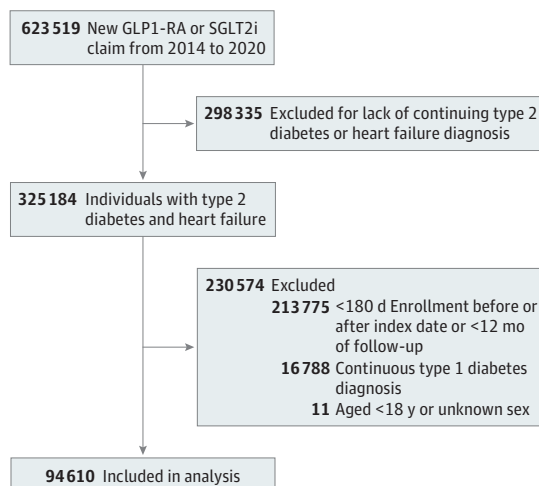 623 519 New GLP1-RA or SGLT2i
claim from 2014 to 2020
298 335 Excluded for lack of continuing type 2
diabetes or heart failure diagnosis
325 184 Individuals with type 2
diabetes and heart failure
230 574 Excluded
213 775 <180 d Enrollment before or
after index date or <12 mo
of follow-up
16 788 Continuous type 1 diabetes
diagnosis
11 Aged <18 y or unknown sex
94 610 Included in analysis